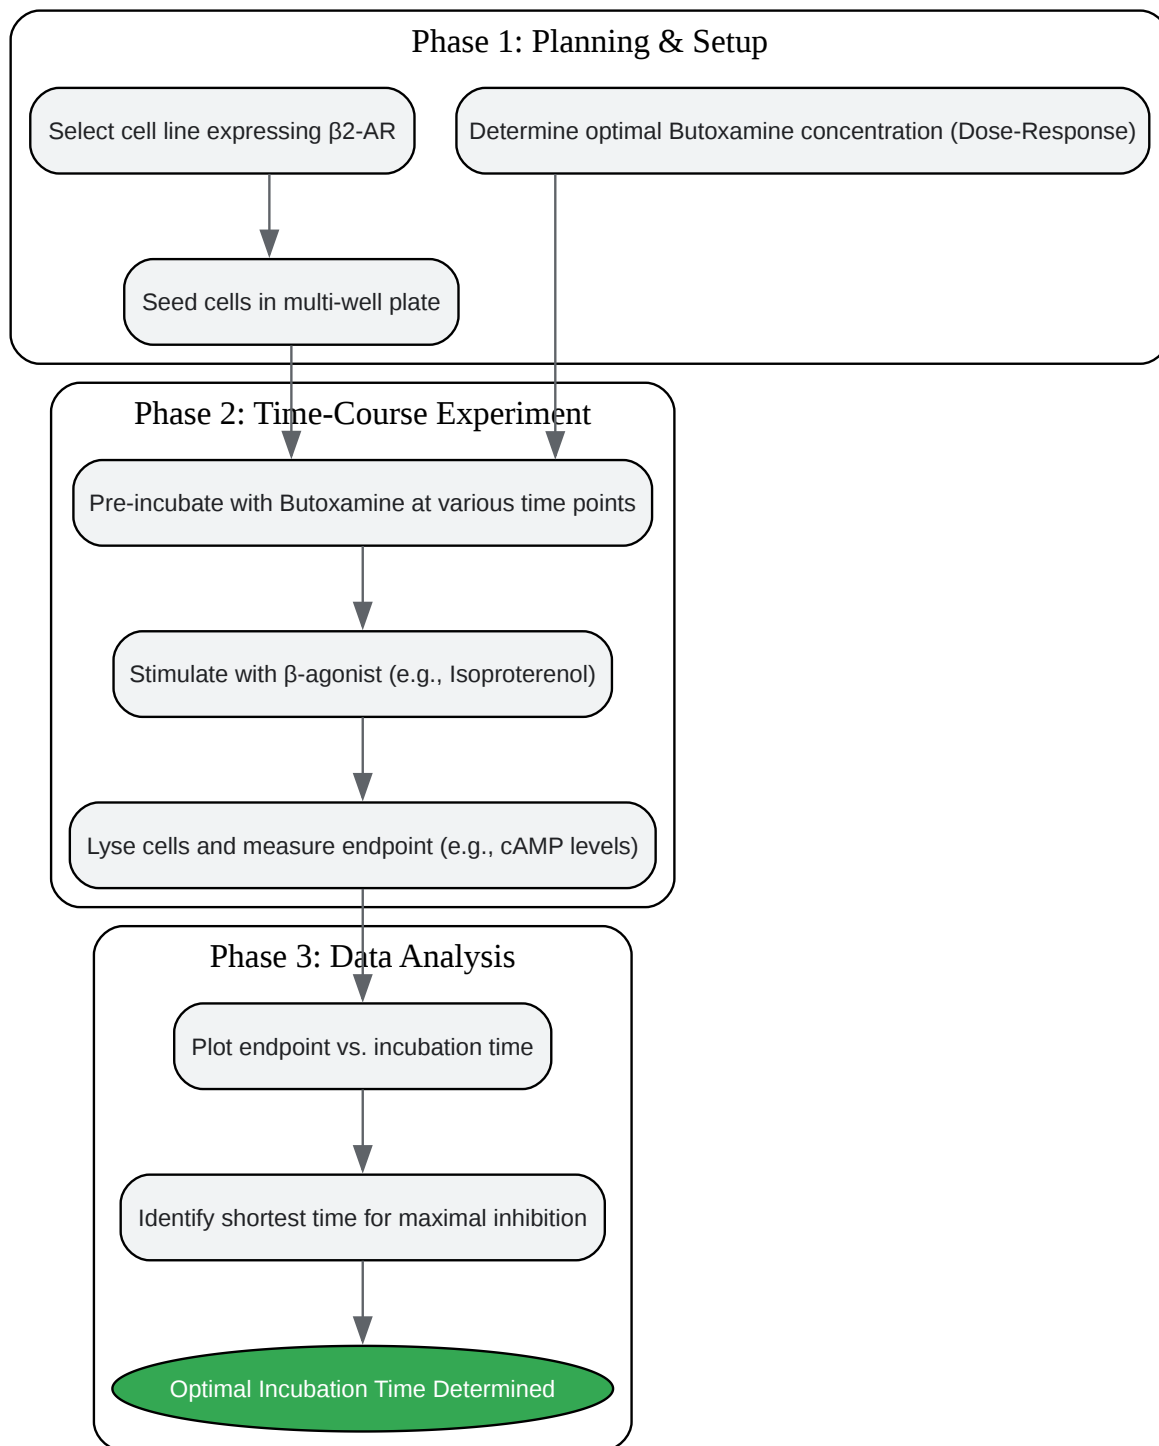 Phase 1: Planning & Setup
Select cell line expressing β2-AR
Determine optimal Butoxamine concentration (Dose-Response)
Seed cells in multi-well plate
Phase 2: Time-Course Experiment
Pre-incubate with Butoxamine at various time points
Stimulate with β-agonist (e.g., Isoproterenol)
Lyse cells and measure endpoint (e.g., cAMP levels)
Phase 3: Data Analysis
Plot endpoint vs. incubation time
Identify shortest time for maximal inhibition
Optimal Incubation Time Determined